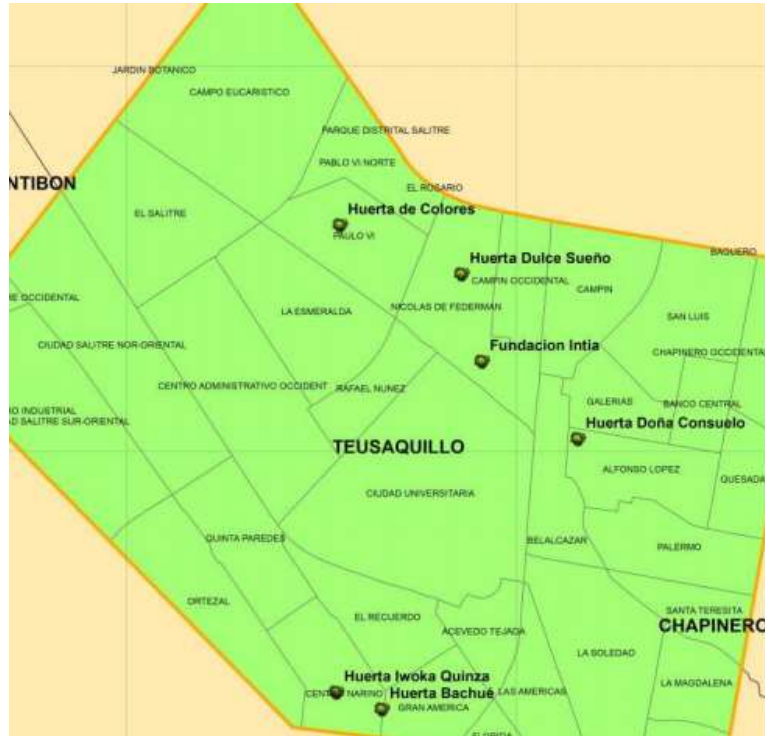 JARDIN BOTANICO
CAMPO EUCARISTICO
PARQUE DISTRITAL SALITRE
PABLO VI NORTE
NTIBON
EL ROSARIO
EL SALITRE
Huerta de Colores
PAULO VI
BAQUERO
Huerta Dulce Sueño
CAMPIN OCCIDENTAL
CAMPIN
E OCCIDENTAL
LA ESMERALDA
NICOLAS DE FEDERMAN
SAN LUIS
CIUDAD SALITRE NOR-ORIENTAL
Fundacion Intia
CHAPINERO OCCIDENTA
CENTRO ADMINISTRATIVO OCCIDENT
RAFAEL NUNEZ
GALERIAS
BANCO CENTRAL
O INDUSTRIAL
D SALITRE SUR-ORIENTAL
Huerta Doña Consuelo
TEUSAQUILLO
ALFONSO LOPEZ
QUESADA
CIUDAD UNIVERSITARIA
QUINTA PAREDES
BELALCAZAR
PALERMO
ORTEZAL
SANTA TERESITA
EL RECUERDO
CHAPINERO
ACEVEDO TEJADA
LA SOLEDAD
Huerta Iwoka Quinza
LA MAGDALENA
NARINO
Huerta Bachué
LAS AMERICAS
GRAN AMERICA